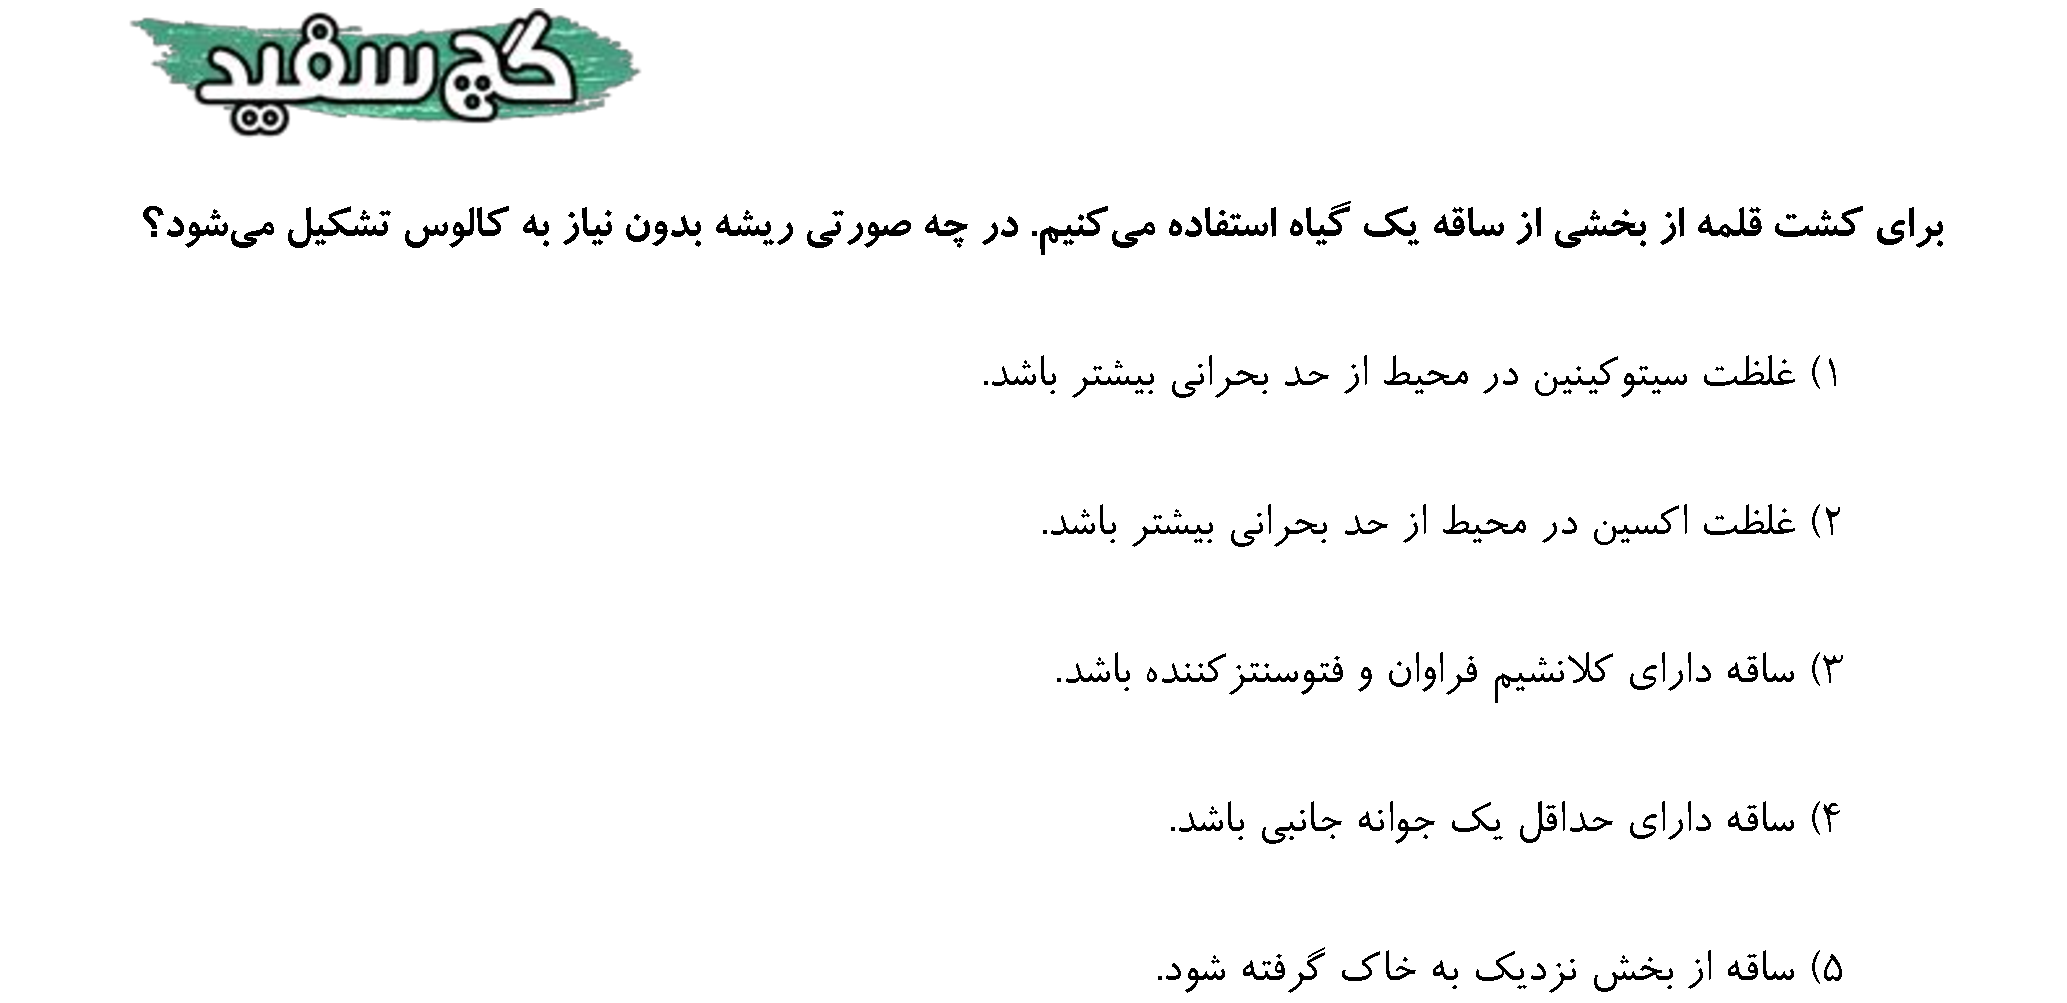 گچ سفید
برای کشت قلمه از بخشی از ساقه یک گیاه استفاده می‌کنیم. در چه صورتی ریشه بدون نیاز به کالوس تشکیل می‌شود؟
۱) غلظت سیتوکینین در محیط از حد بحرانی بیشتر باشد.
۲) غلظت اکسین در محیط از حد بحرانی بیشتر باشد.
۳) ساقه دارای کلانشیم فراوان و فتوسنتزکننده باشد.
۴) ساقه دارای حداقل یک جوانه جانبی باشد.
۵) ساقه از بخش نزدیک به خاک گرفته شود.